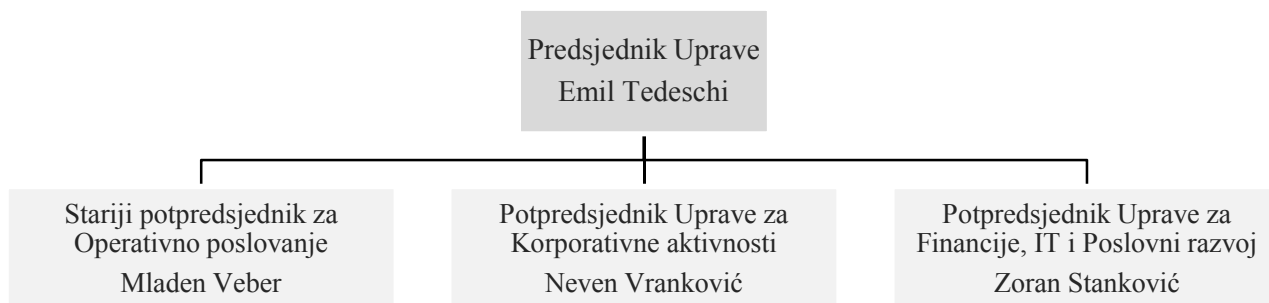 Predsjednik Uprave
Emil Tedeschi
Stariji potpredsjednik za
Operativno poslovanje
Mladen Veber
Potpredsjednik Uprave za
Korporativne aktivnosti
Neven Vranković
Potpredsjednik Uprave za
Financije, IT i Poslovni razvoj
Zoran Stanković